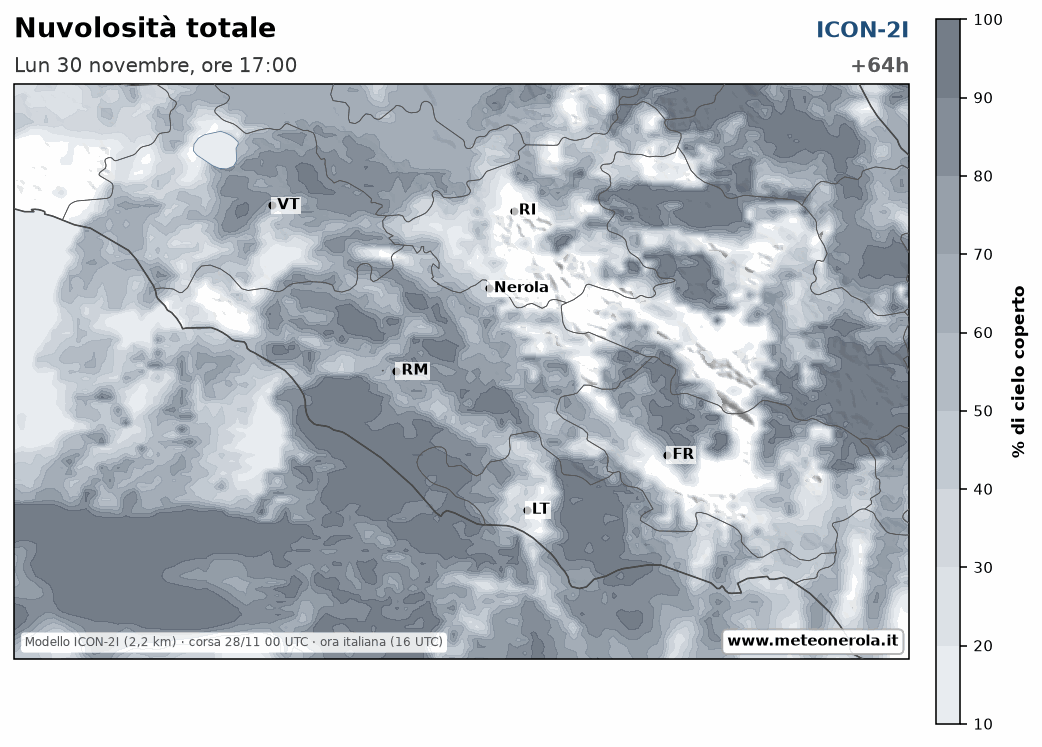 Nuvolosità totale
ICON-2I
Lun 30 novembre, ore 17:00
+64h
VT
RI
Nerola
RM
FR
LT
Modello ICON-2I (2,2 km) · corsa 28/11 00 UTC · ora italiana (16 UTC)
www.meteonerola.it
100
90
80
70
60
50
40
30
20
10
% di cielo coperto